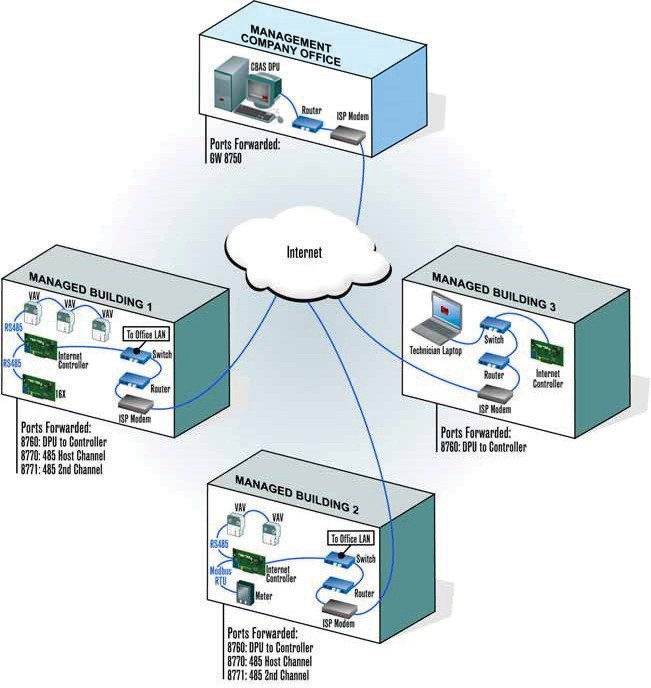 MANAGEMENT
COMPANY OFFICE
CBAS DPU
Router
ISP Modem
Ports Forwarded:
GW 8750
Internet
MANAGED BUILDING 1
VAV
VAV
VAV
RS485
To Office LAN
Internet
Controller
Switch
RS485
Router
16X
ISP Modem
Ports Forwarded:
8760: DPU to Controller
8770: 485 Host Channel
8771: 485 2nd Channel
MANAGED BUILDING 3
Technician Laptop
Switch
Router
Internet
Controller
ISP Modem
Ports Forwarded:
8760: DPU to Controller
MANAGED BUILDING 2
VAV
VAV
RS485
To Office LAN
Switch
Internet
Controller
Modbus
RTU
Meter
Router
ISP Modem
Ports Forwarded:
8760: DPU to Controller
8770: 485 Host Channel
8771: 485 2nd Channel